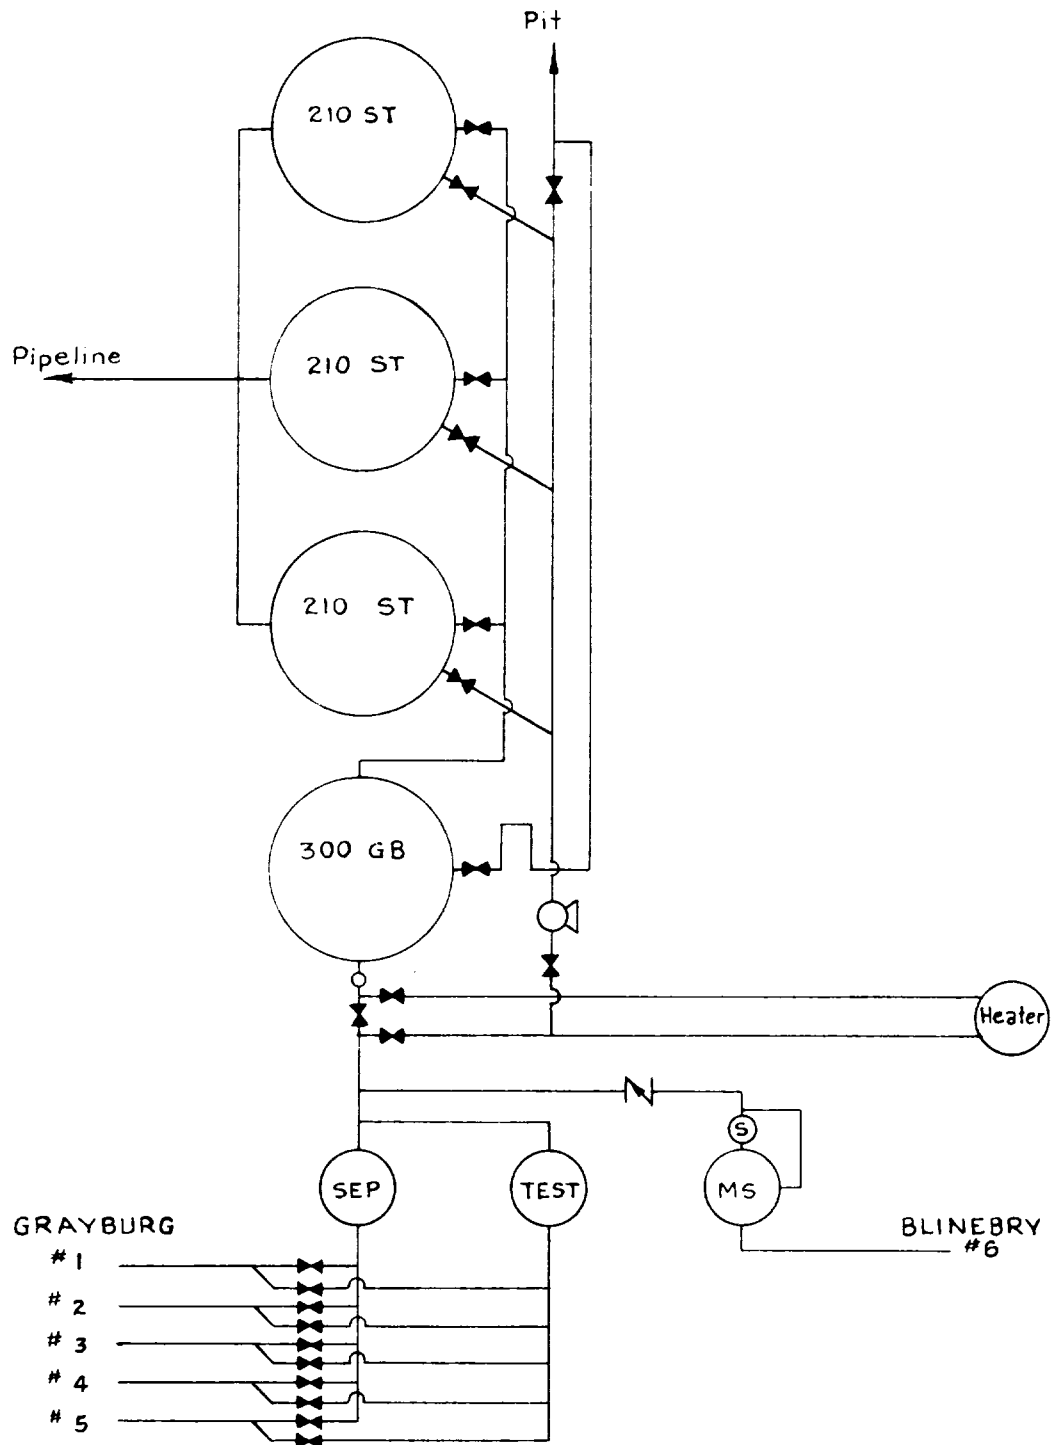 Pit
210 ST
Pipeline
210 ST
210 ST
300 GB
Heater
S
SEP
TEST
MS
GRAYBURG
BLINEBRY
#6
# 1
# 2
# 3
# 4
# 5